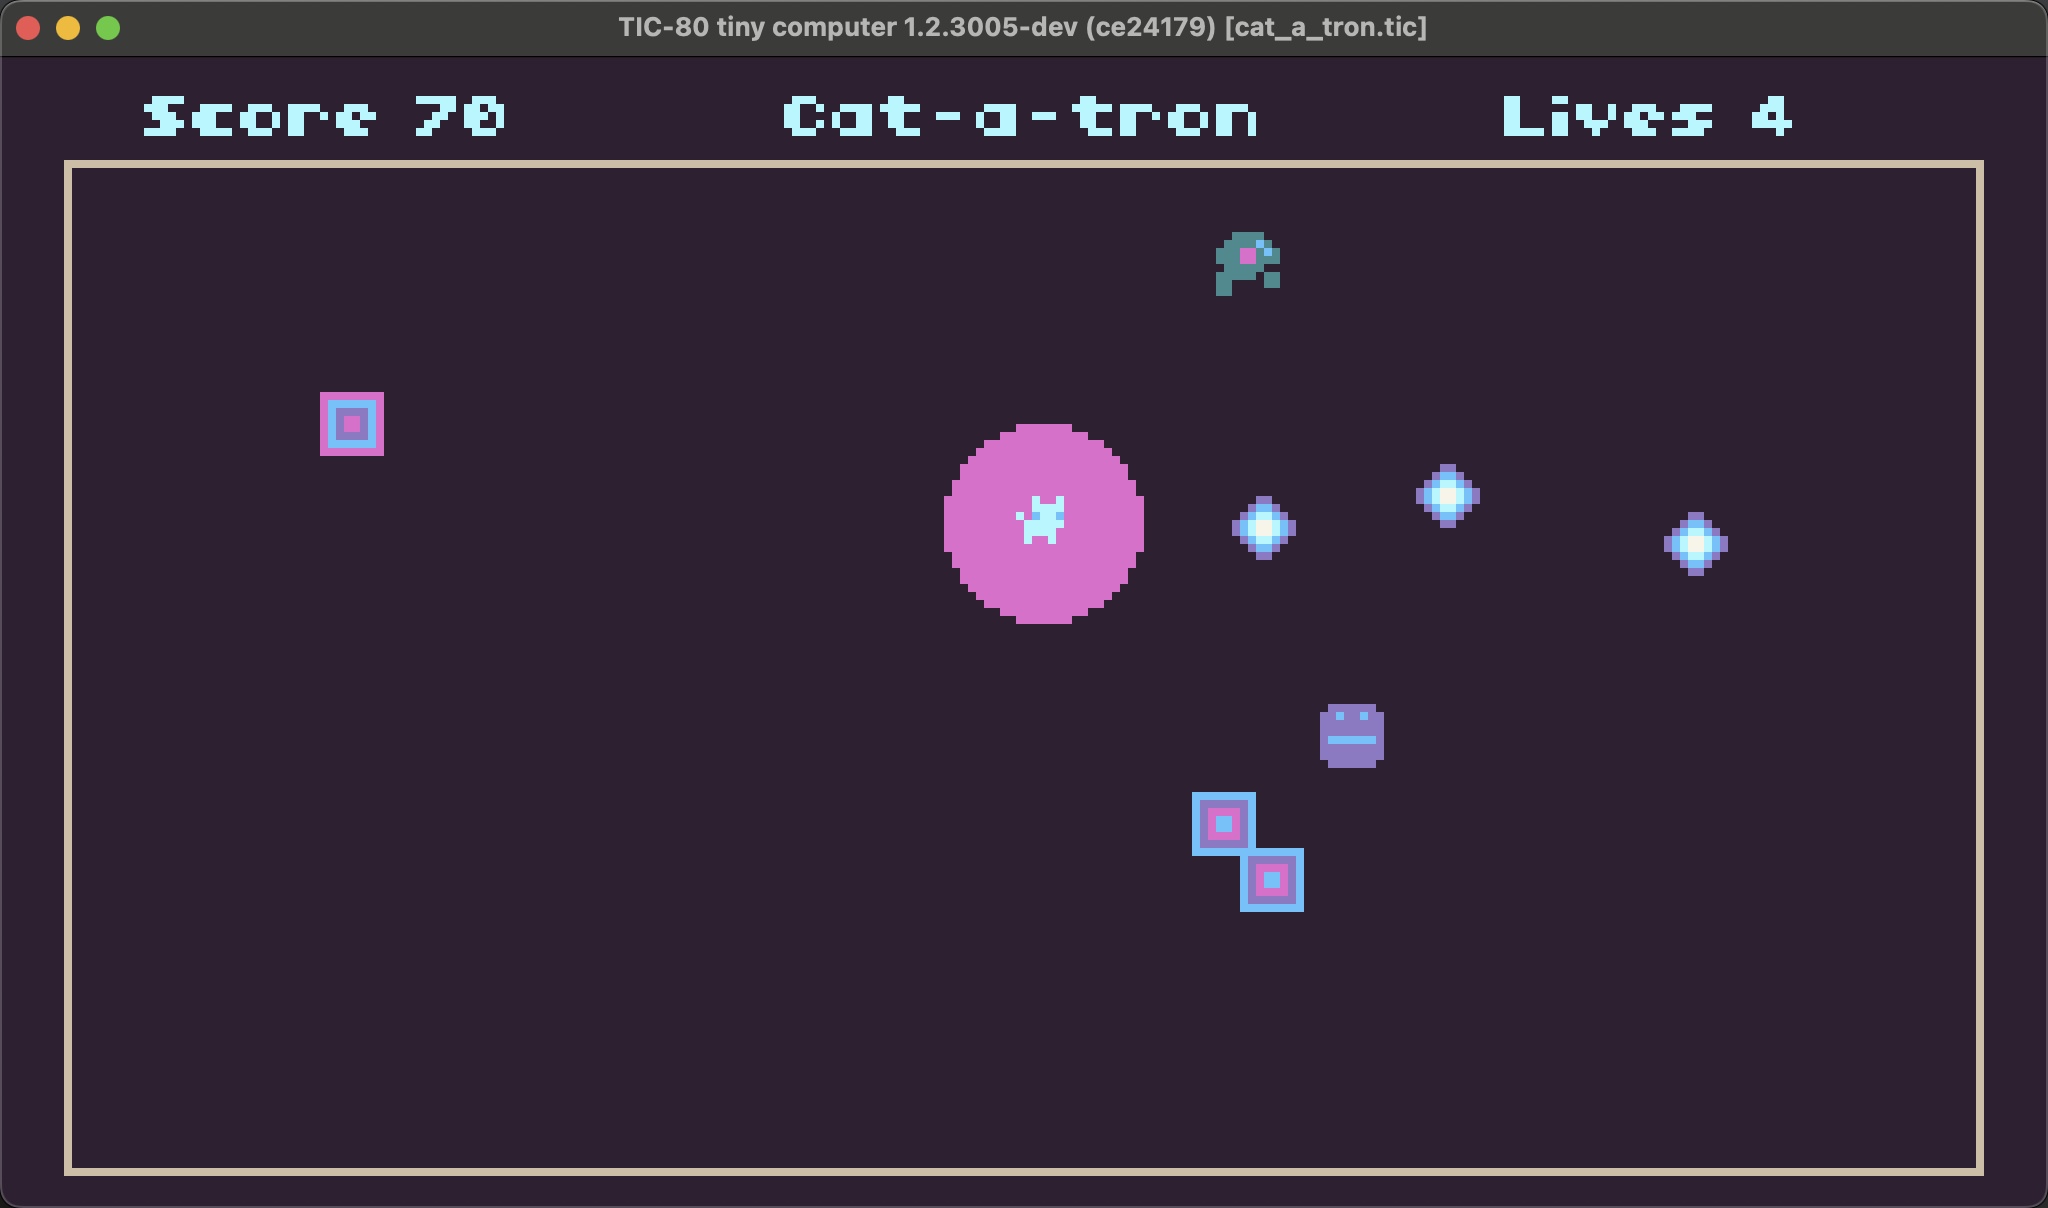 TIC-80 tiny computer 1.2.3005-dev (ce24179) [cat_a_tron.tic]
Score 70 Cat-a-tron Lives 4